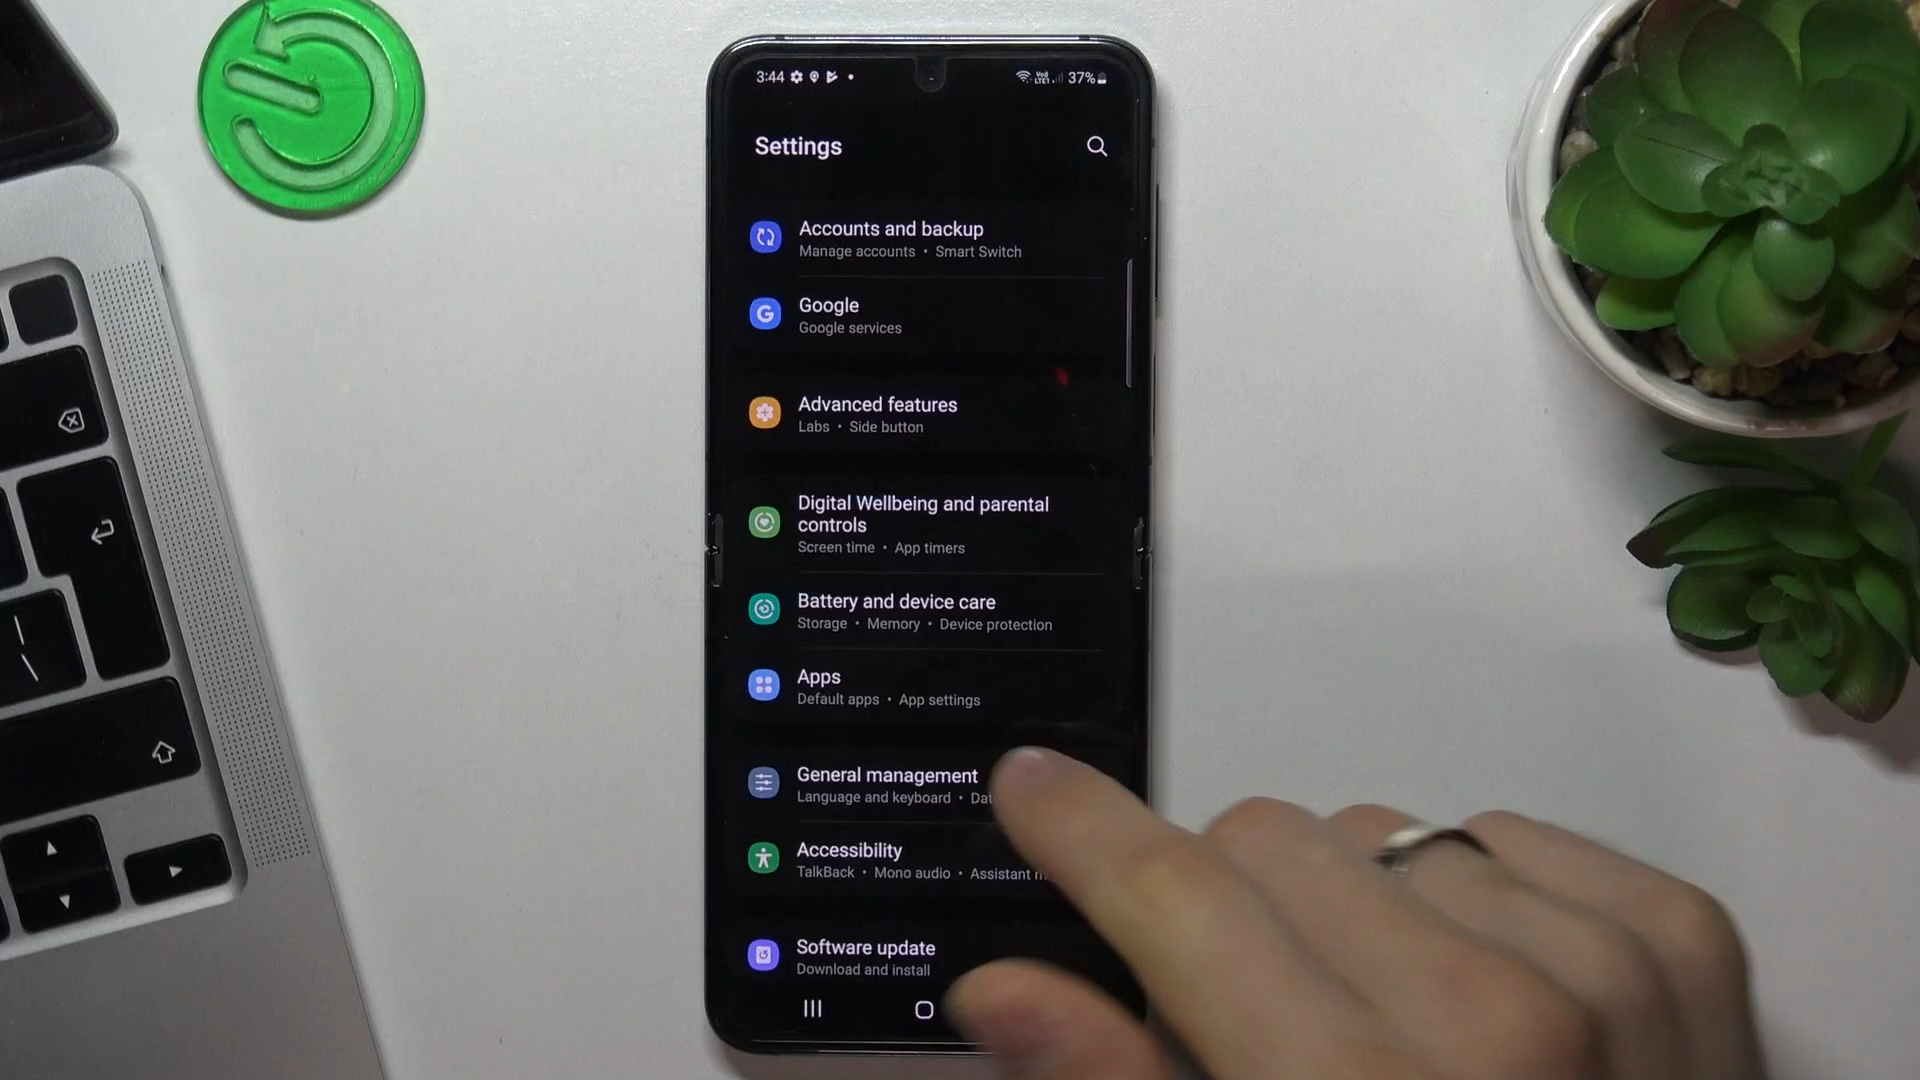 3:44 37%
Settings
Accounts and backup
Manage accounts • Smart Switch
Google
Google services
Advanced features
Labs • Side button
Digital Wellbeing and parental
controls
Screen time • App timers
Battery and device care
Storage • Memory • Device protection
Apps
Default apps • App settings
General management
Language and keyboard •
Accessibility
TalkBack • Mono audio • Assistant
Software update
Download and install